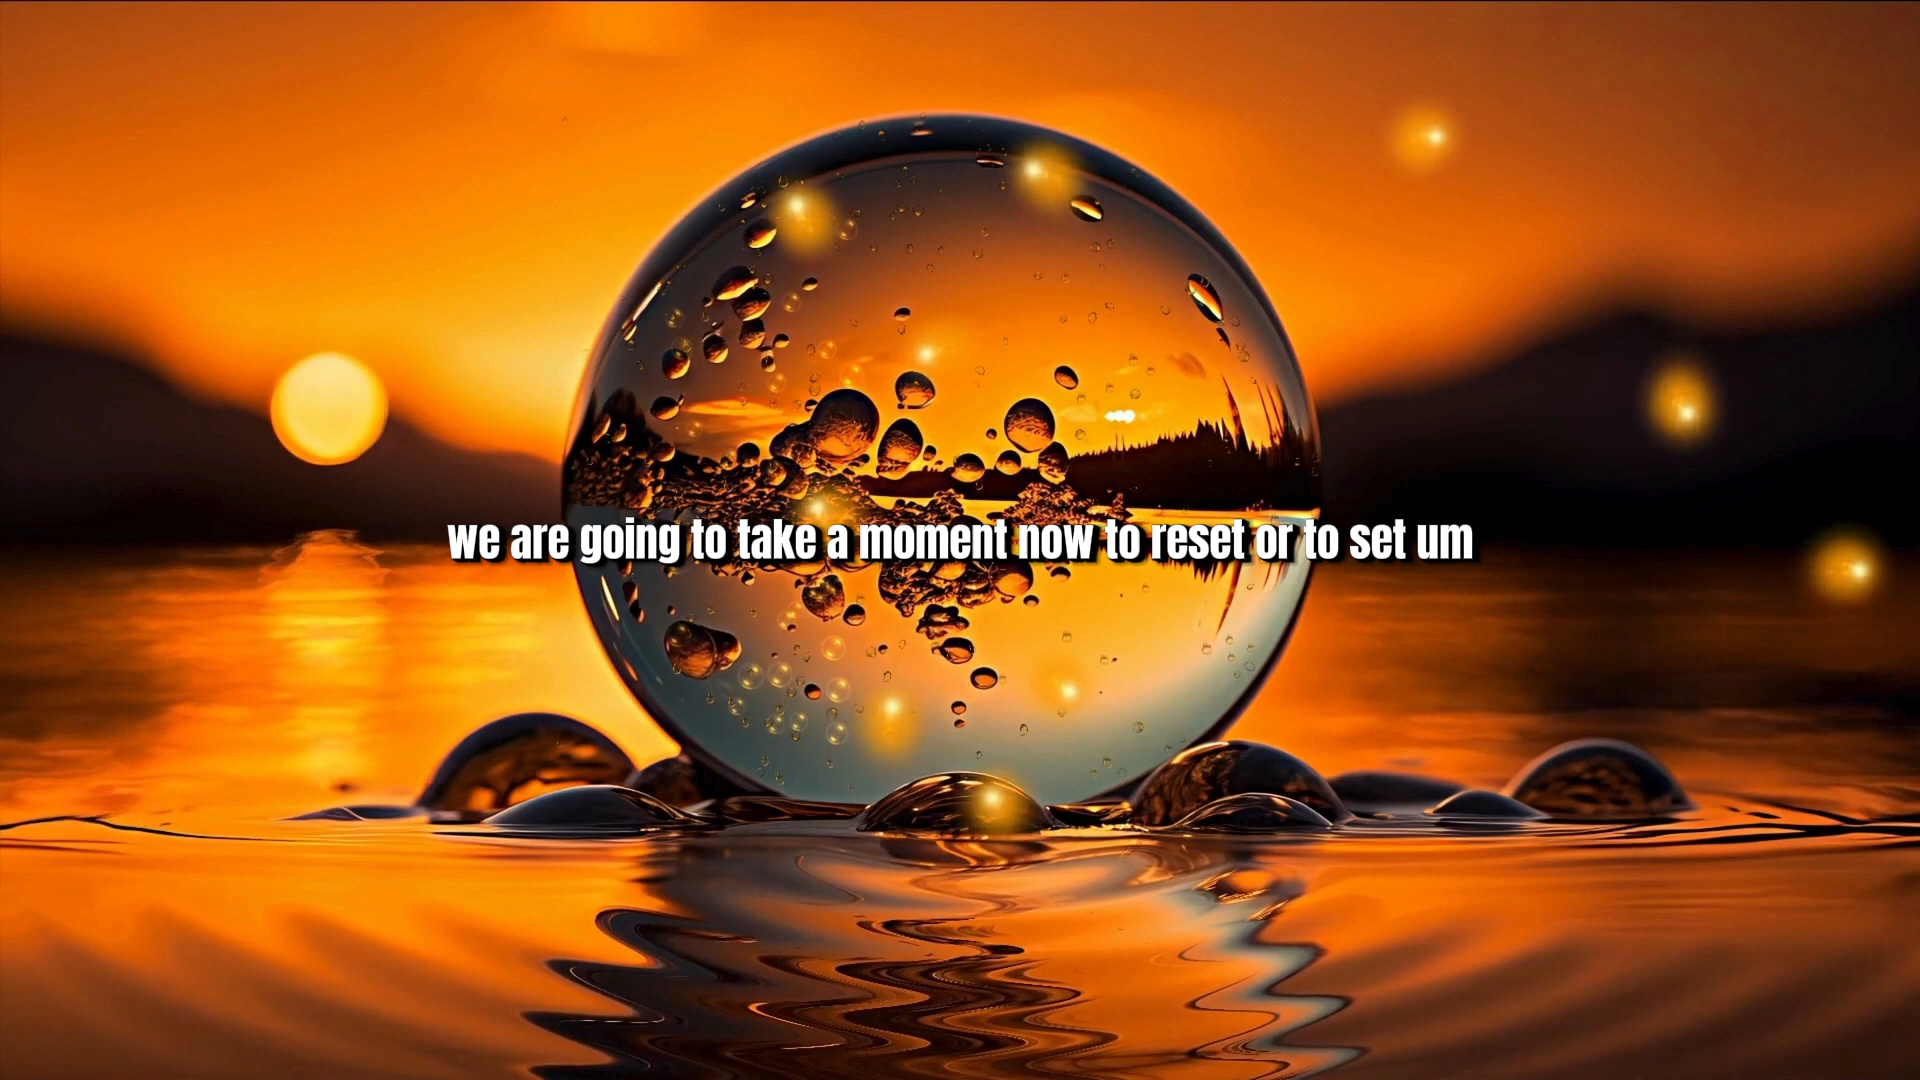 we are going to take a moment now to reset or to set um